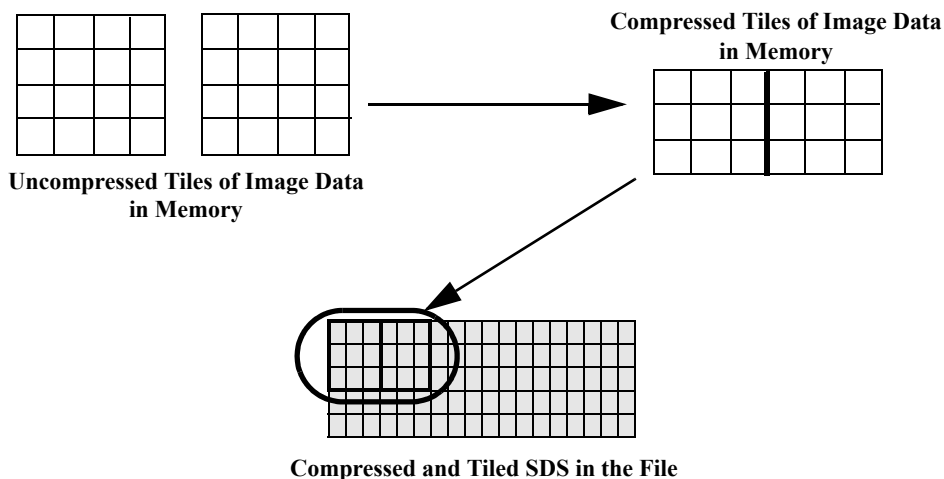 Compressed Tiles of Image Data
in Memory
Uncompressed Tiles of Image Data
in Memory
Compressed and Tiled SDS in the File